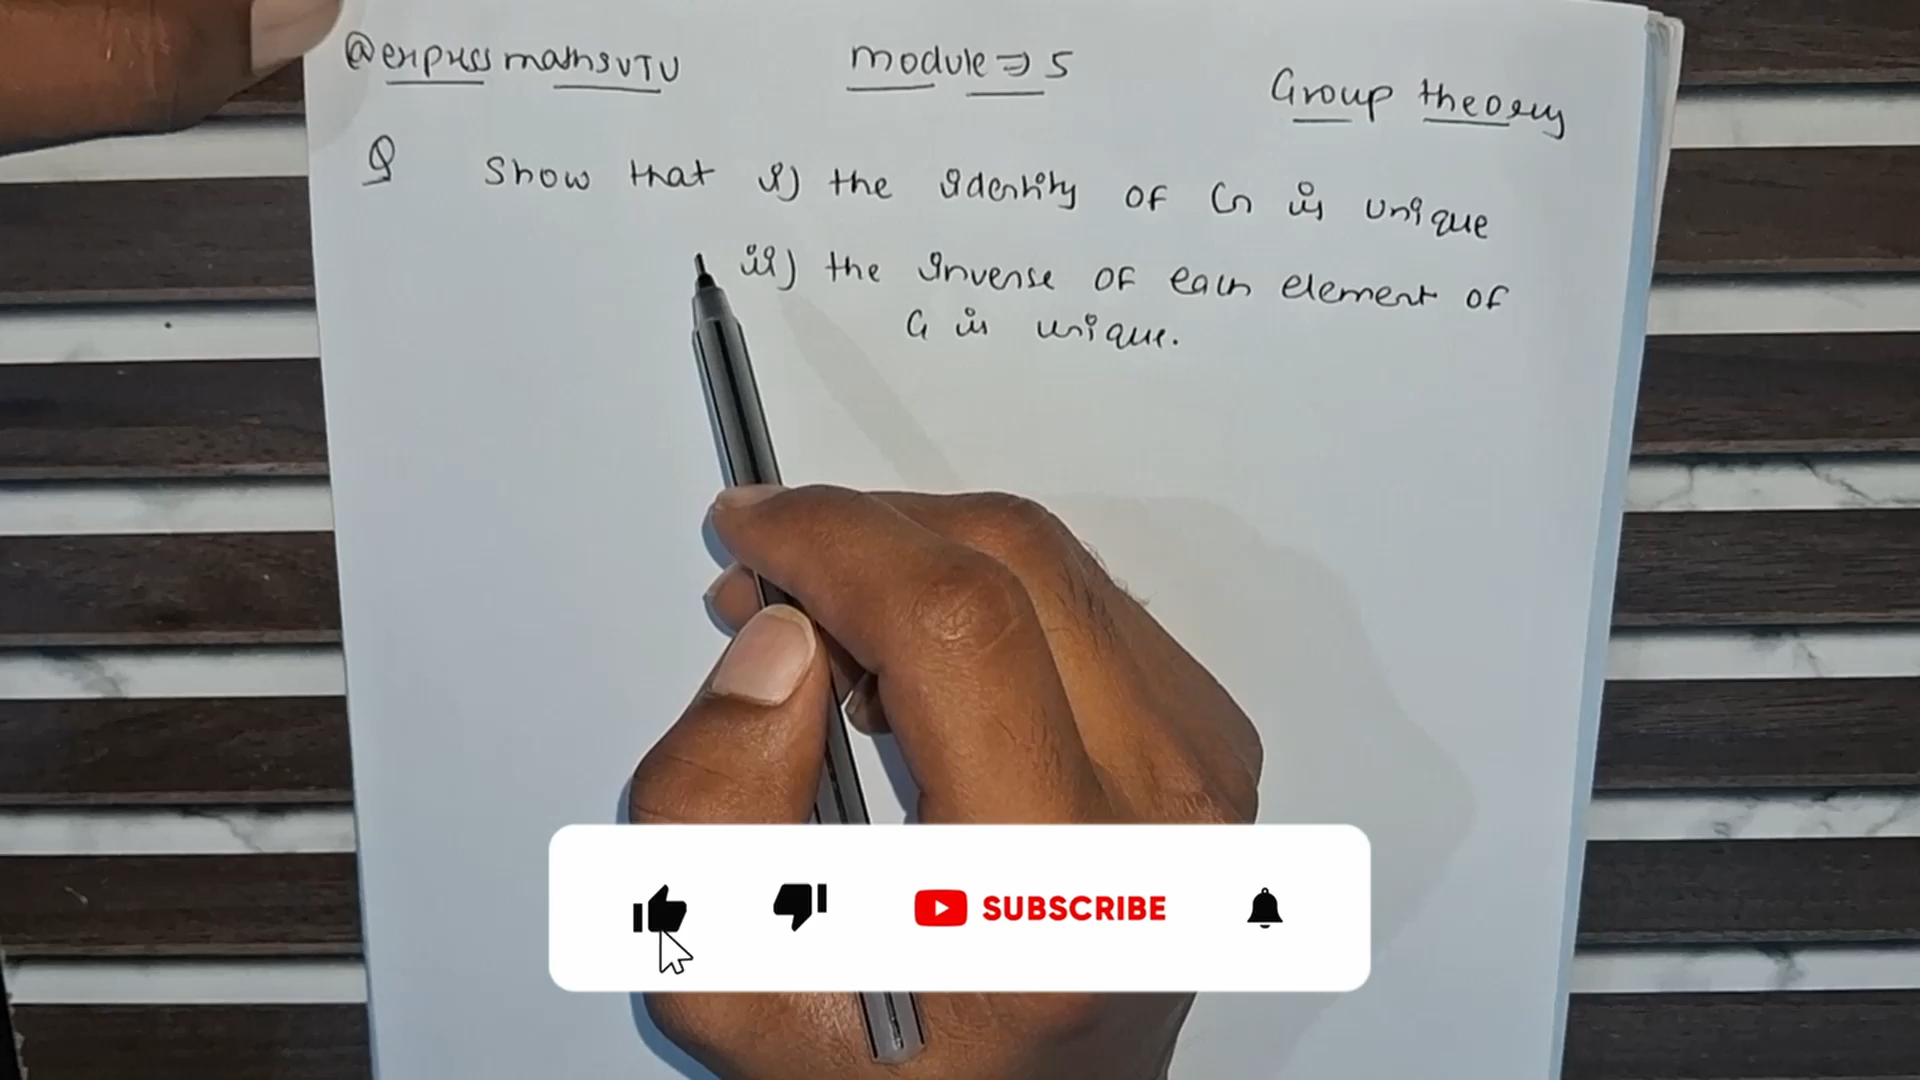 @expressmathsVTU
module ⇒ 5
Group theory
Q Show that i) the Identity of G is unique
ii) the Inverse of each element of
G is unique.
SUBSCRIBE